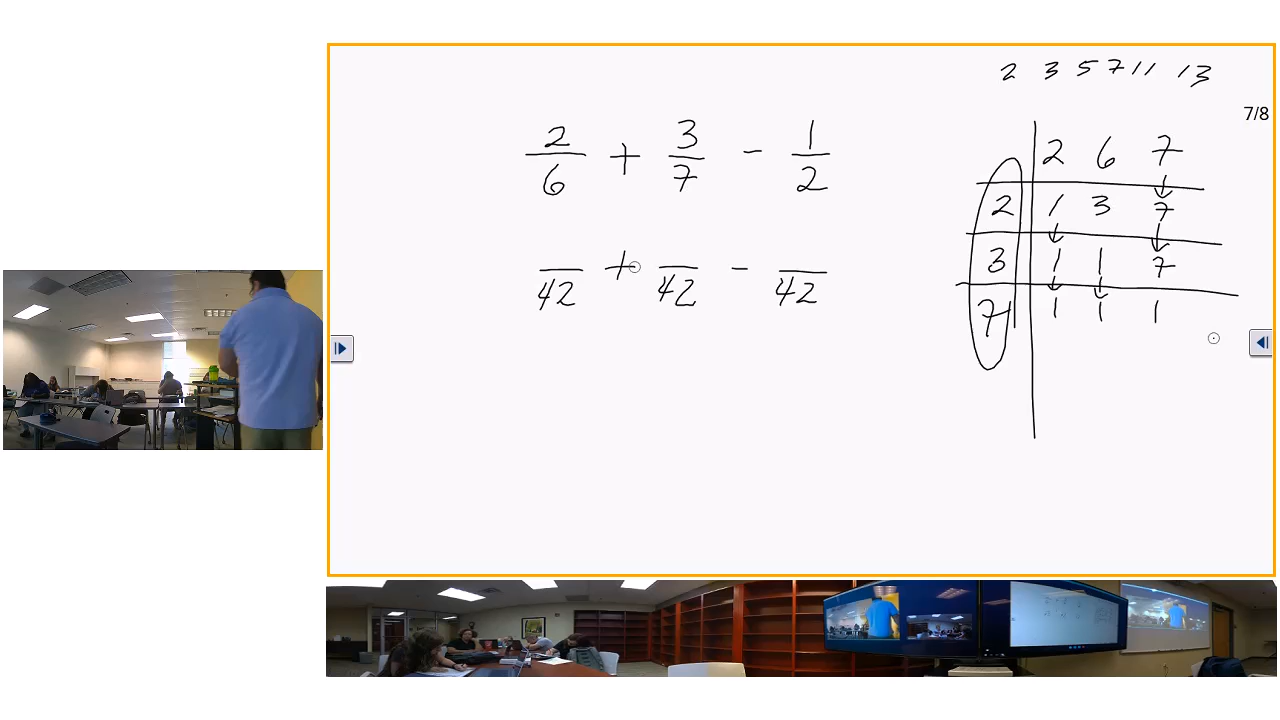 2 3 5 7 11 13
7/8
2/6 + 3/7 - 1/2
2 6 7
2 1 3 7
/42 + /42 - /42
3 1 1 7
7 1 1 1